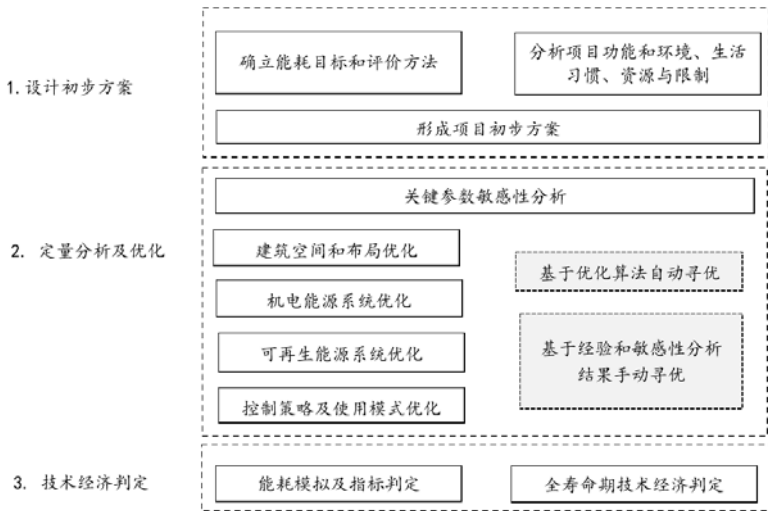 1.设计初步方案
确立能耗目标和评价方法
分析项目功能和环境、生活
习惯、资源与限制
形成项目初步方案
2. 定量分析及优化
关键参数敏感性分析
建筑空间和布局优化
机电能源系统优化
可再生能源系统优化
控制策略及使用模式优化
基于优化算法自动寻优
基于经验和敏感性分析
结果手动寻优
3. 技术经济判定
能耗模拟及指标判定
全寿命期技术经济判定